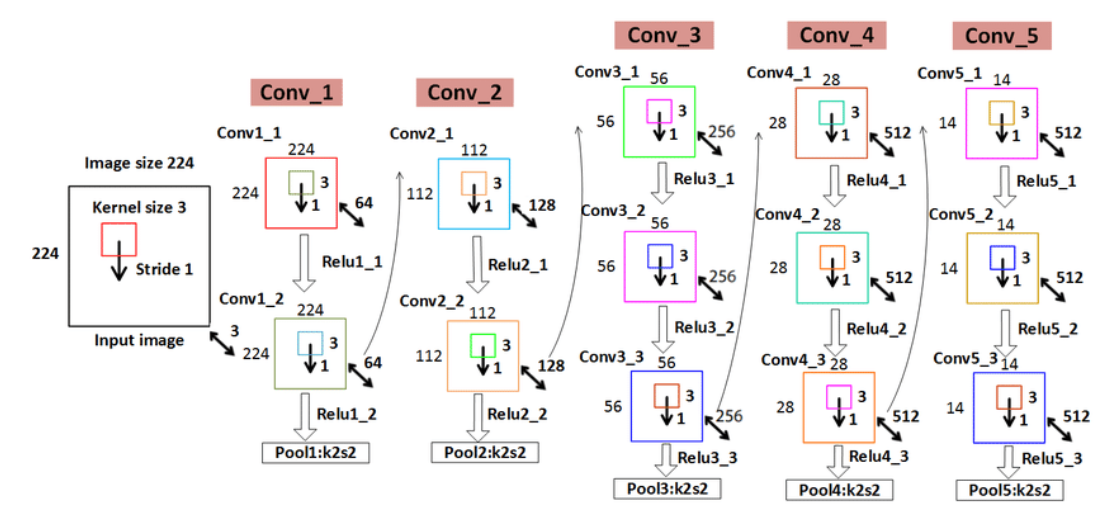 Image size 224
224
Kernel size 3
Stride 1
Input image
3
Conv_1
Conv1_1
224
224
3
1
64
Relu1_1
Conv1_2
224
224
3
1
64
Relu1_2
Pool1:k2s2
Conv_2
Conv2_1
112
112
3
1
128
Relu2_1
Conv2_2
112
112
3
1
128
Relu2_2
Pool2:k2s2
Conv_3
Conv3_1
56
56
3
1
256
Relu3_1
Conv3_2
56
56
3
1
256
Relu3_2
Conv3_3
56
56
3
1
256
Relu3_3
Pool3:k2s2
Conv_4
Conv4_1
28
28
3
1
512
Relu4_1
Conv4_2
28
28
3
1
512
Relu4_2
Conv4_3
28
28
3
1
512
Relu4_3
Pool4:k2s2
Conv_5
Conv5_1
14
14
3
1
512
Relu5_1
Conv5_2
14
14
3
1
512
Relu5_2
Conv5_3
14
14
3
1
512
Relu5_3
Pool5:k2s2